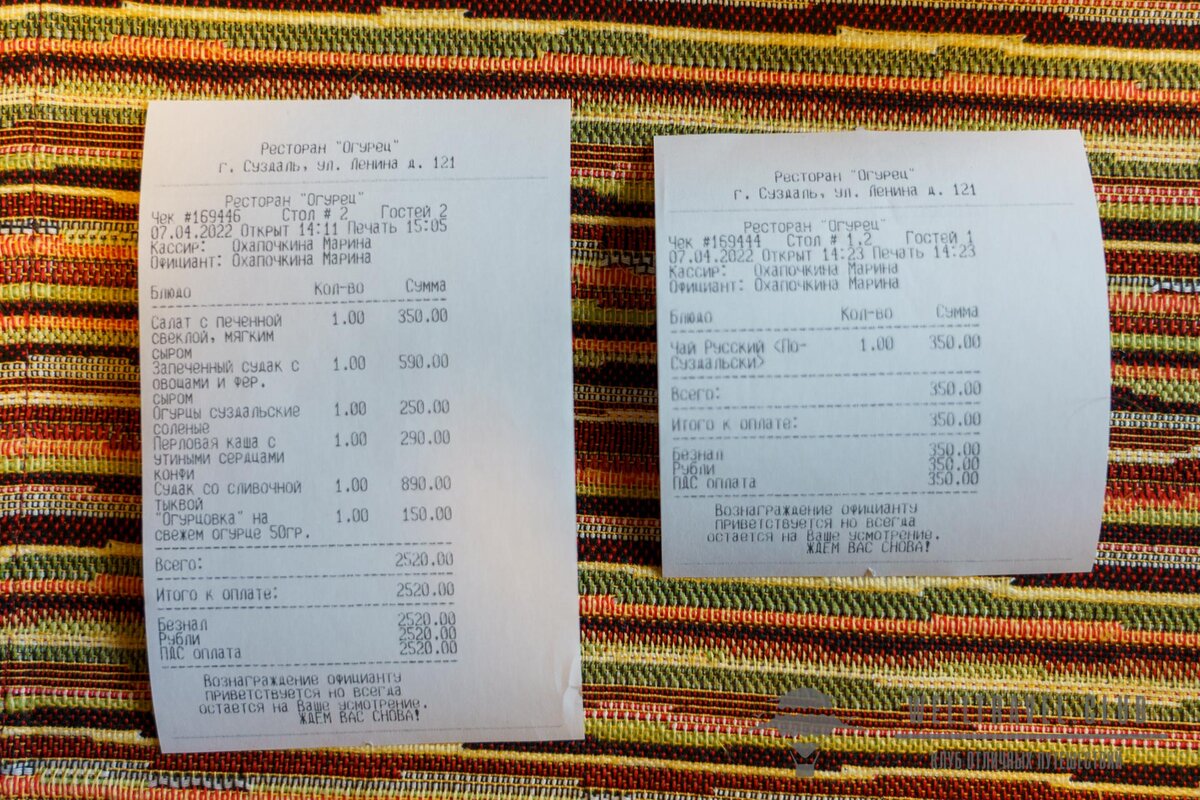 Ресторан "Огурец"
г. Суздаль, ул. Ленина д. 121
Ресторан "Огурец"
Чек #169446 Стол # 2 Гостей 2
07.04.2022 Открыт 14:11 Печать 15:05
Кассир: Охапочкина Марина
Официант: Охапочкина Марина
Блюдо Кол-во Сумма
Салат с печенной 1.00 350.00
свеклой, мягким
сыром
Запеченный судак с 1.00 590.00
овощами и фер.
сыром
Огурцы суздальские 1.00 250.00
соленые
Перловая каша с 1.00 290.00
утиными сердцами
конфи
Судак со сливочной 1.00 890.00
тыквой
"Огурцовка" на 1.00 150.00
свежем огурце 50гр.
Всего: 2520.00
Итого к оплате: 2520.00
Безнал 2520.00
Рубли 2520.00
ПДС оплата 2520.00
Вознаграждение официанту
приветствуется но всегда
остается на Ваше усмотрение.
ЖДЕМ ВАС СНОВА!
Ресторан "Огурец"
г. Суздаль, ул. Ленина д. 121
Ресторан "Огурец"
Чек #169444 Стол # 1.2 Гостей 1
07.04.2022 Открыт 14:23 Печать 14:23
Кассир: Охапочкина Марина
Официант: Охапочкина Марина
Блюдо Кол-во Сумма
Чай Русский <По- 1.00 350.00
Суздальски>
Всего: 350.00
Итого к оплате: 350.00
Безнал 350.00
Рубли 350.00
ПДС оплата 350.00
Вознаграждение официанту
приветствуется но всегда
остается на Ваше усмотрение.
ЖДЕМ ВАС СНОВА!
КЛУБ ОТЛИЧНЫХ ПУТЕШЕСТВИЙ